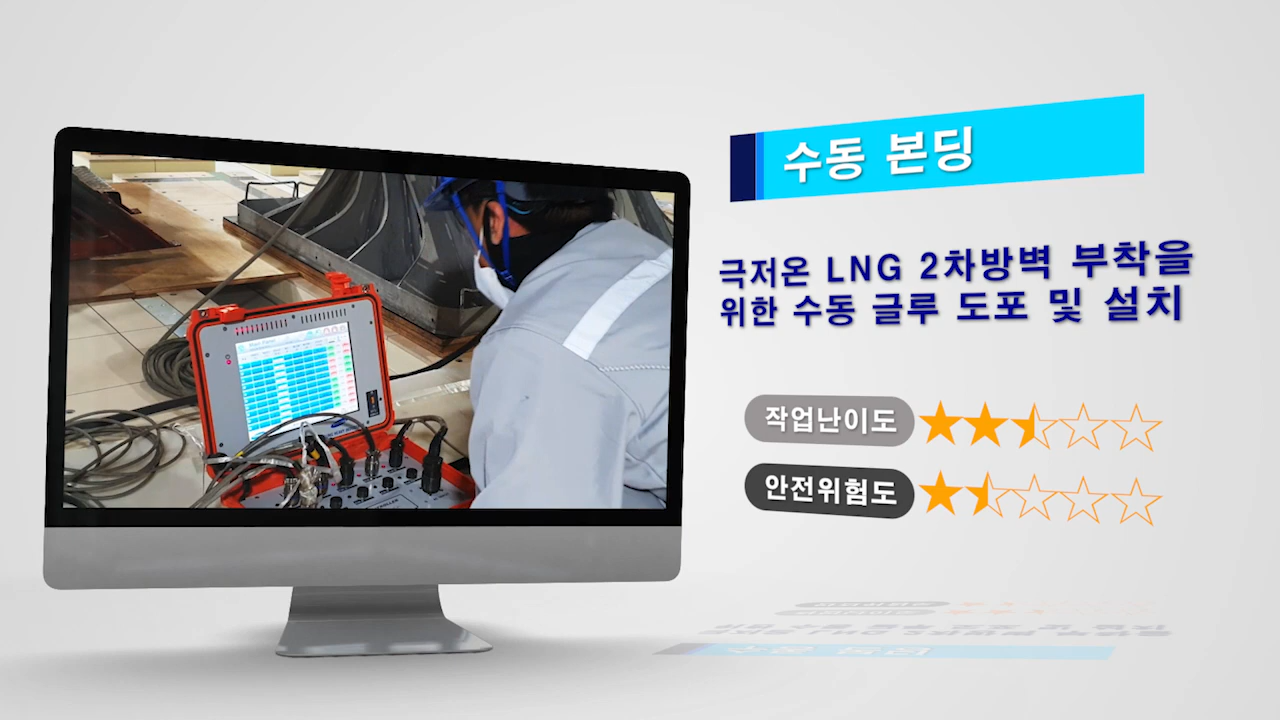 수동 본딩
극저온 LNG 2차방벽 부착을
위한 수동 글루 도포 및 설치
작업난이도
안전위험도